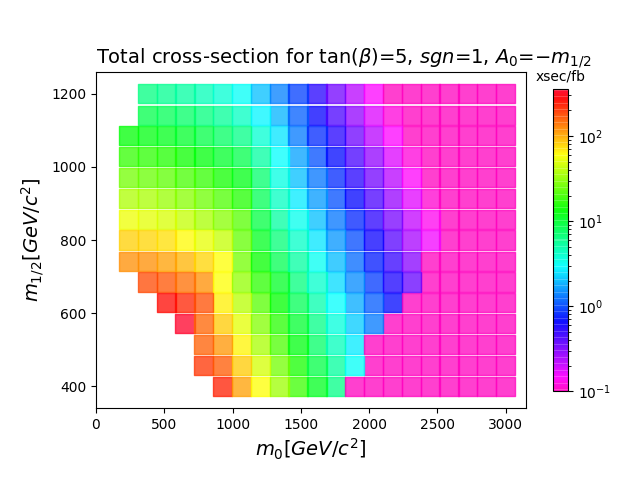 Total cross-section for tan(β)=5, sgn=1, A₀=−m₁/₂
xsec/fb
m₁/₂[GeV/c²]
1200
1000
800
600
400
10²
10¹
10⁰
10⁻¹
0 500 1000 1500 2000 2500 3000
m₀[GeV/c²]